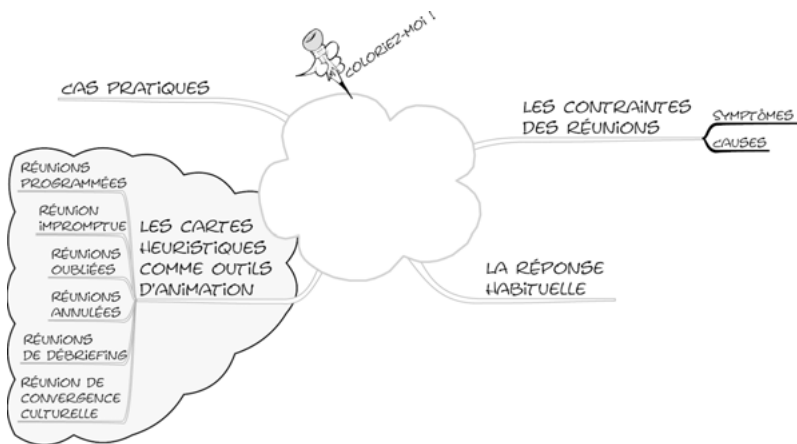 COLORIEZ-MOI !
CAS PRATIQUES
LES CONTRAINTES
DES RÉUNIONS
SYMPTÔMES
CAUSES
LA RÉPONSE
HABITUELLE
LES CARTES
HEURISTIQUES
COMME OUTILS
D'ANIMATION
RÉUNIONS
PROGRAMMÉES
RÉUNION
IMPROMPTUE
RÉUNIONS
OUBLIÉES
RÉUNIONS
ANNULÉES
RÉUNIONS
DE DÉBRIEFING
RÉUNION DE
CONVERGENCE
CULTURELLE